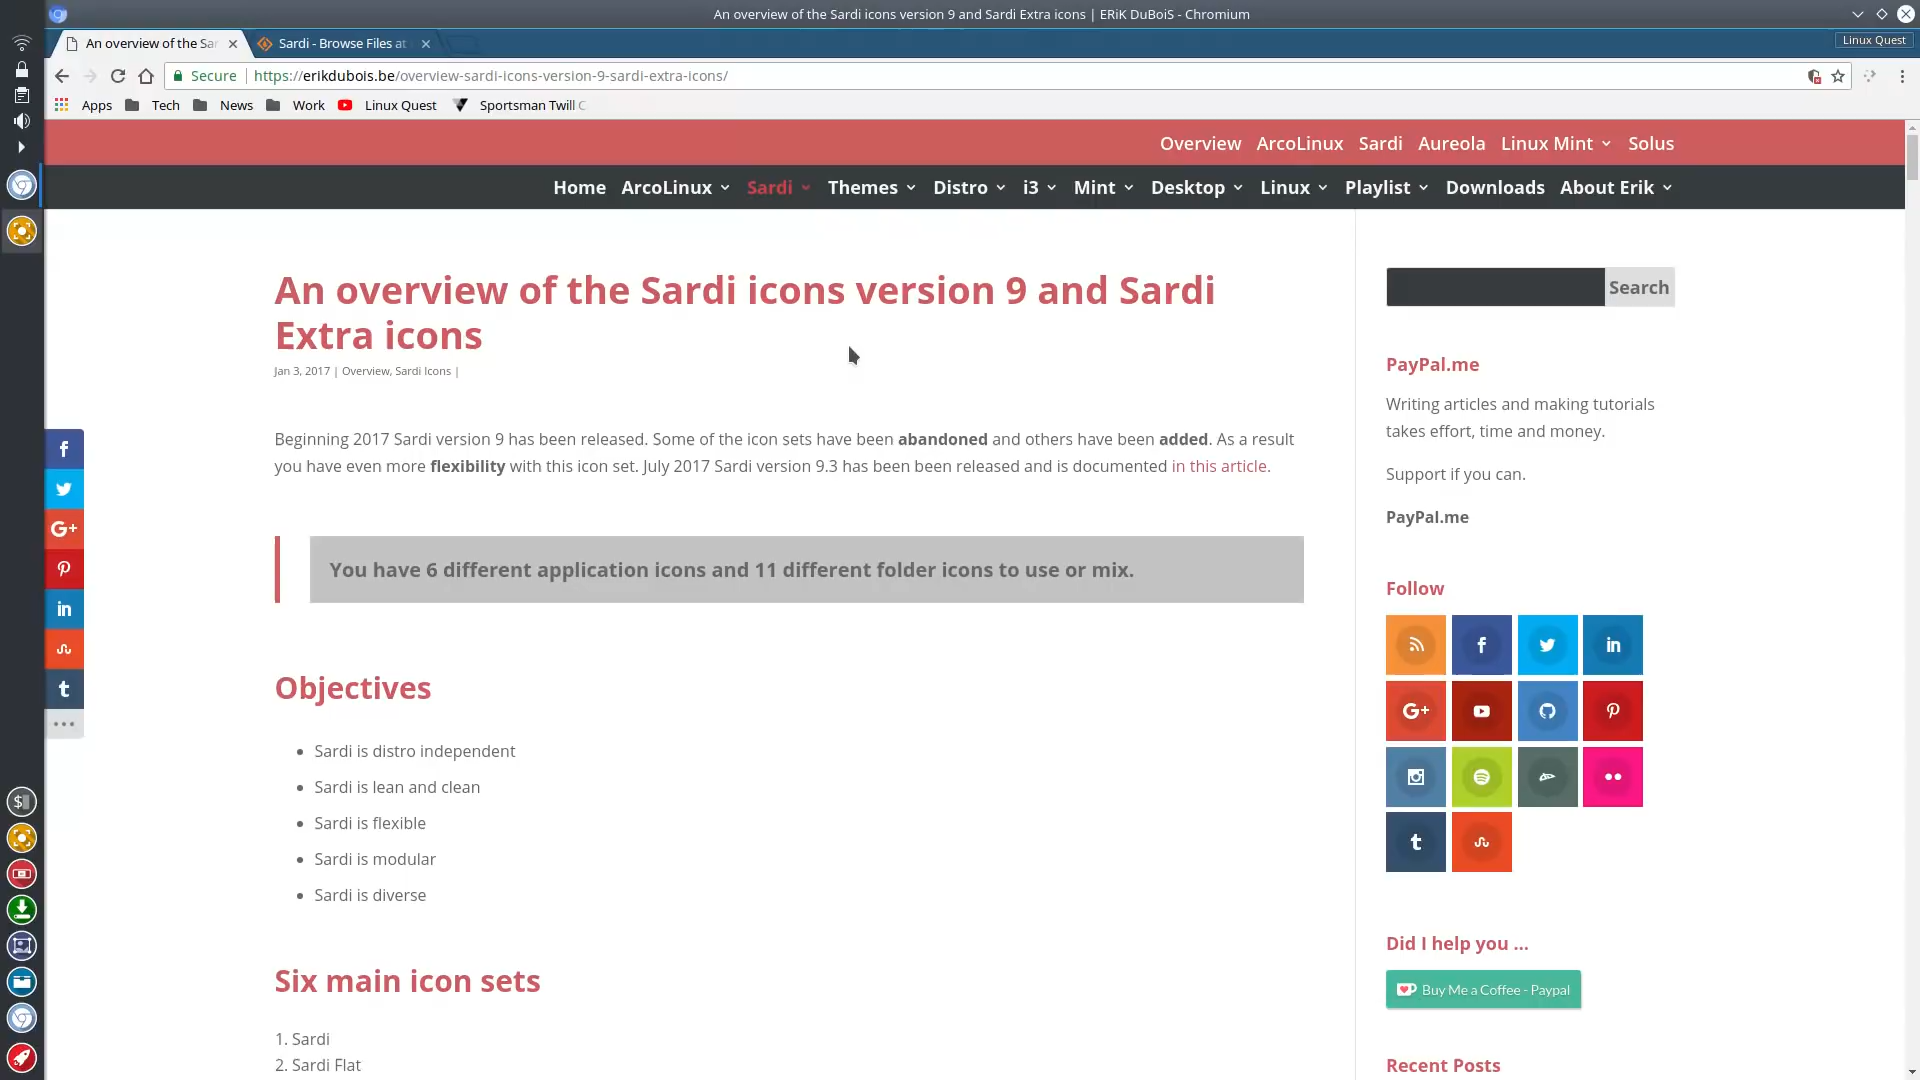 An overview of the Sardi icons version 9 and Sardi Extra icons | ERiK DuBoiS - Chromium
An overview of the Sar
Sardi - Browse Files at
Linux Quest
Secure
https://erikdubois.be/overview-sardi-icons-version-9-sardi-extra-icons/
Apps Tech News Work Linux Quest Sportsman Twill C
Overview ArcoLinux Sardi Aureola Linux Mint Solus
Home ArcoLinux Sardi Themes Distro i3 Mint Desktop Linux Playlist Downloads About Erik
An overview of the Sardi icons version 9 and Sardi
Extra icons
Jan 3, 2017 | Overview, Sardi Icons |
Beginning 2017 Sardi version 9 has been released. Some of the icon sets have been abandoned and others have been added. As a result
you have even more flexibility with this icon set. July 2017 Sardi version 9.3 has been been released and is documented in this article.
You have 6 different application icons and 11 different folder icons to use or mix.
Objectives
Sardi is distro independent
Sardi is lean and clean
Sardi is flexible
Sardi is modular
Sardi is diverse
Six main icon sets
1. Sardi
2. Sardi Flat
Search
PayPal.me
Writing articles and making tutorials
takes effort, time and money.
Support if you can.
PayPal.me
Follow
Did I help you ...
Buy Me a Coffee - Paypal
Recent Posts